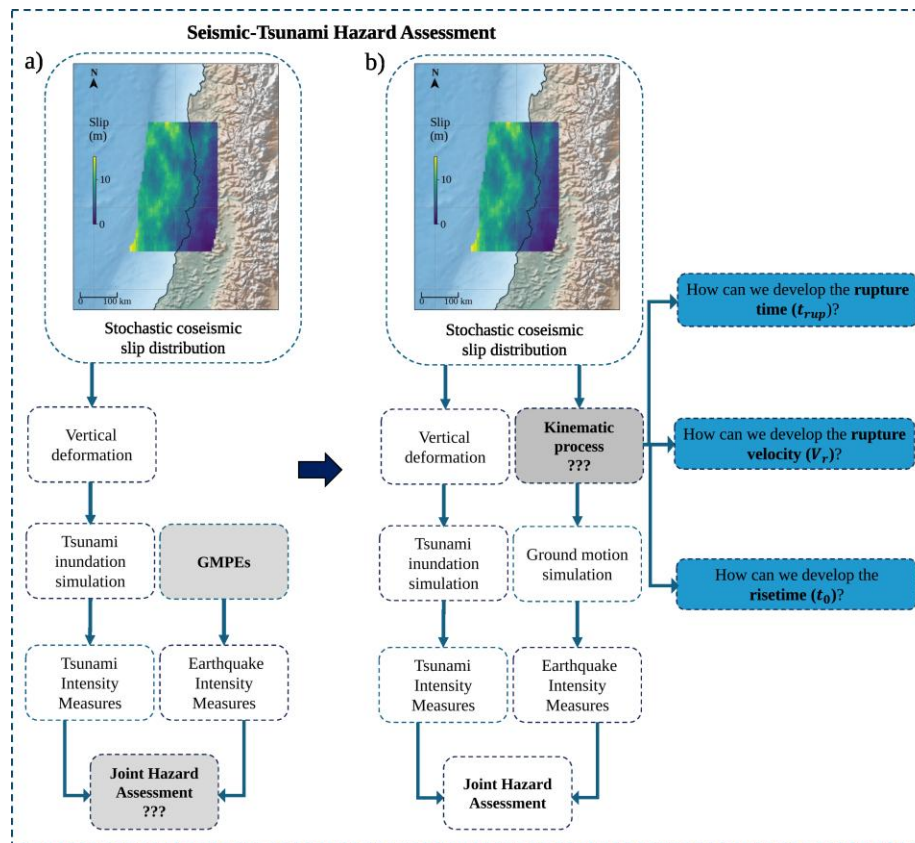 Seismic-Tsunami Hazard Assessment
a)
N
Slip
(m)
10
0
0
100 km
Stochastic coseismic
slip distribution
Vertical
deformation
Tsunami
inundation
simulation
GMPEs
Tsunami
Intensity
Measures
Earthquake
Intensity
Measures
Joint Hazard
Assessment
???
b)
N
Slip
(m)
10
0
0
100 km
Stochastic coseismic
slip distribution
Vertical
deformation
Kinematic
process
???
Tsunami
inundation
simulation
Ground motion
simulation
Tsunami
Intensity
Measures
Earthquake
Intensity
Measures
Joint Hazard
Assessment
How can we develop the rupture
time (t_rup)?
How can we develop the rupture
velocity (V_r)?
How can we develop the
risetime (t_0)?